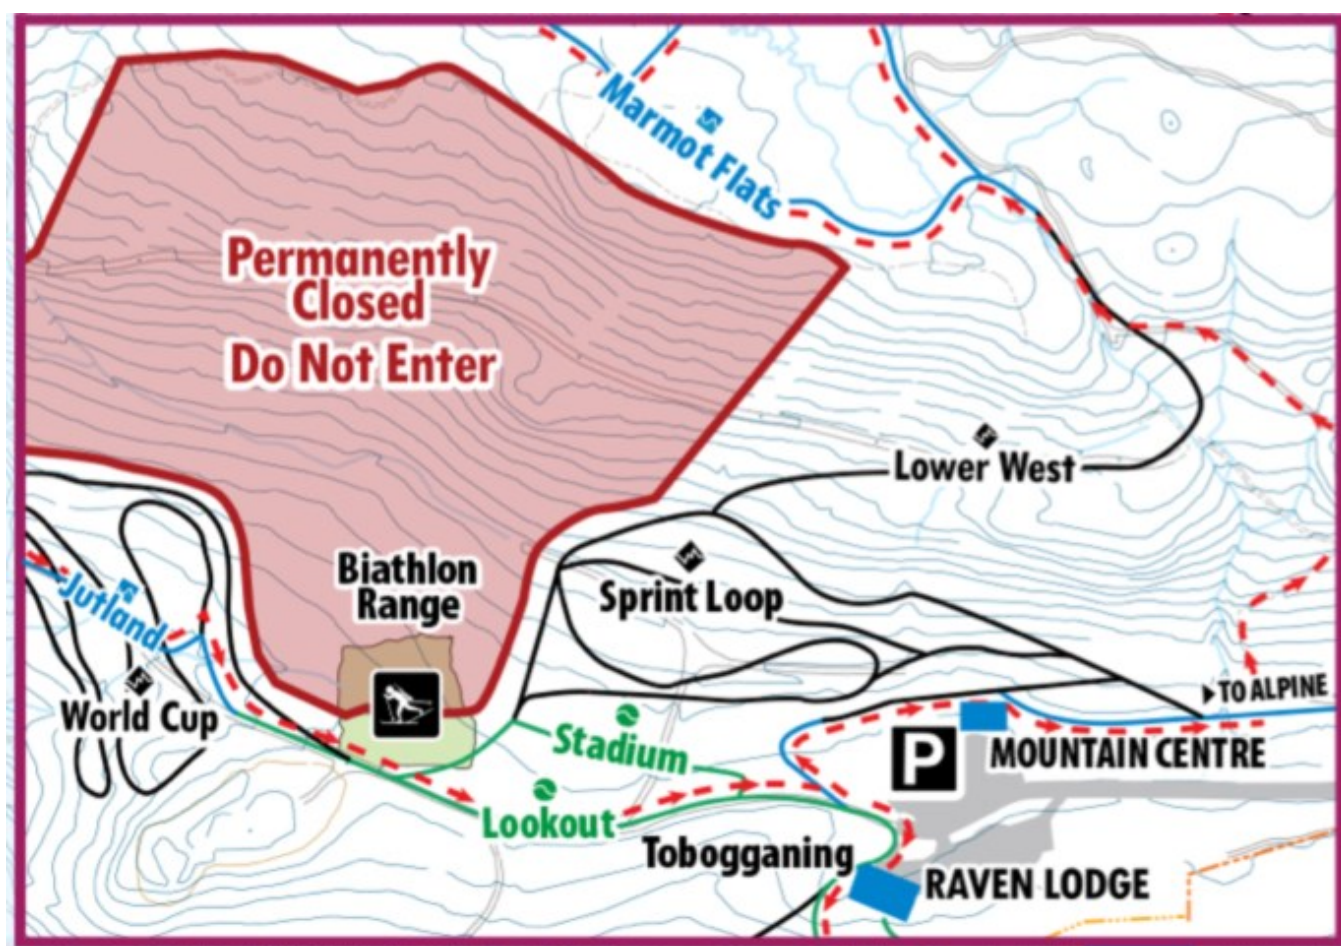 Marmot Flats
Permanently
Closed
Do Not Enter
Lower West
Biathlon
Range
Sprint Loop
Jutland
World Cup
TO ALPINE
Stadium
P
MOUNTAIN CENTRE
Lookout
Tobogganing
RAVEN LODGE